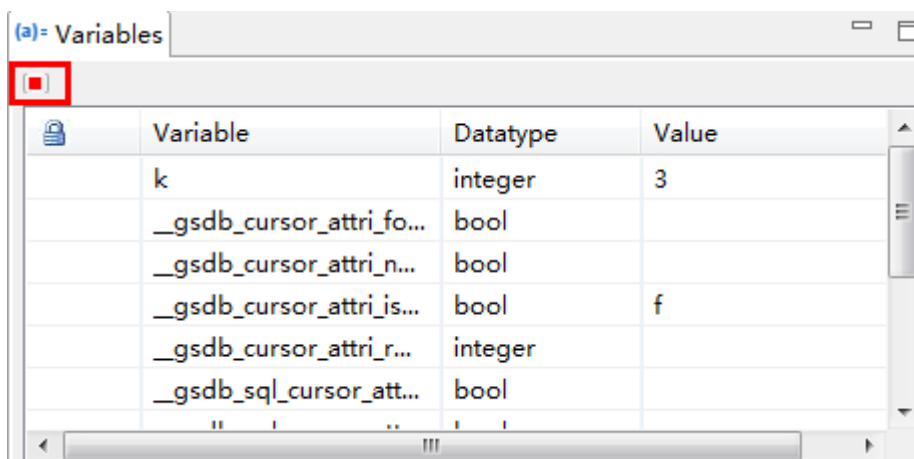 (a)= Variables
Variable Datatype Value
k integer 3
__gsdb_cursor_attri_fo... bool
__gsdb_cursor_attri_n... bool
__gsdb_cursor_attri_is... bool f
__gsdb_cursor_attri_r... integer
__gsdb_sql_cursor_att... bool